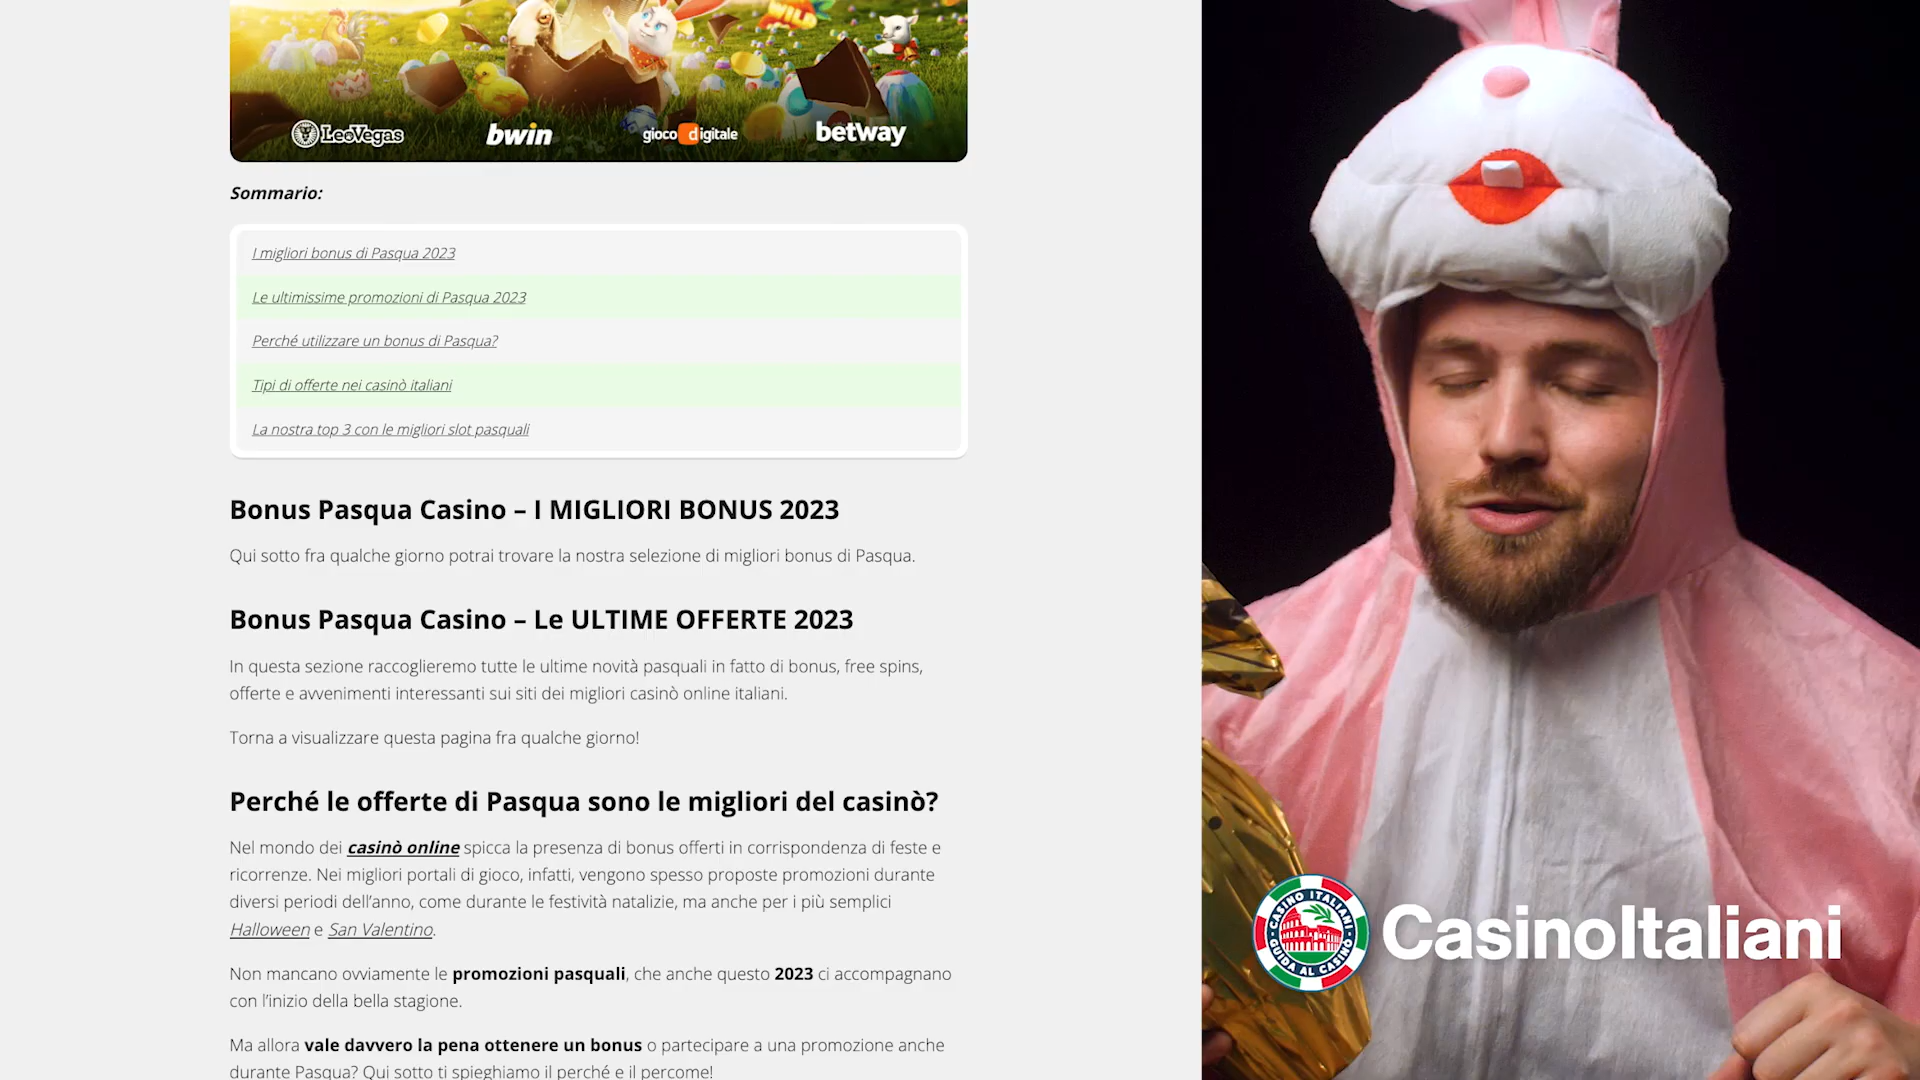 LeoVegas
bwin
gioco digitale
betway
Sommario:
I migliori bonus di Pasqua 2023
Le ultimissime promozioni di Pasqua 2023
Perché utilizzare un bonus di Pasqua?
Tipi di offerte nei casinò italiani
La nostra top 3 con le migliori slot pasquali
Bonus Pasqua Casino – I MIGLIORI BONUS 2023
Qui sotto fra qualche giorno potrai trovare la nostra selezione di migliori bonus di Pasqua.
Bonus Pasqua Casino – Le ULTIME OFFERTE 2023
In questa sezione raccoglieremo tutte le ultime novità pasquali in fatto di bonus, free spins,
offerte e avvenimenti interessanti sui siti dei migliori casinò online italiani.
Torna a visualizzare questa pagina fra qualche giorno!
Perché le offerte di Pasqua sono le migliori del casinò?
Nel mondo dei casinò online spicca la presenza di bonus offerti in corrispondenza di feste e
ricorrenze. Nei migliori portali di gioco, infatti, vengono spesso proposte promozioni durante
diversi periodi dell’anno, come durante le festività natalizie, ma anche per i più semplici
Halloween e San Valentino.
Non mancano ovviamente le promozioni pasquali, che anche questo 2023 ci accompagnano
con l’inizio della bella stagione.
Ma allora vale davvero la pena ottenere un bonus o partecipare a una promozione anche
durante Pasqua? Qui sotto ti spieghiamo il perché e il percome!
CASINO ITALIANI
GUIDA AL CASINÒ
CasinoItaliani